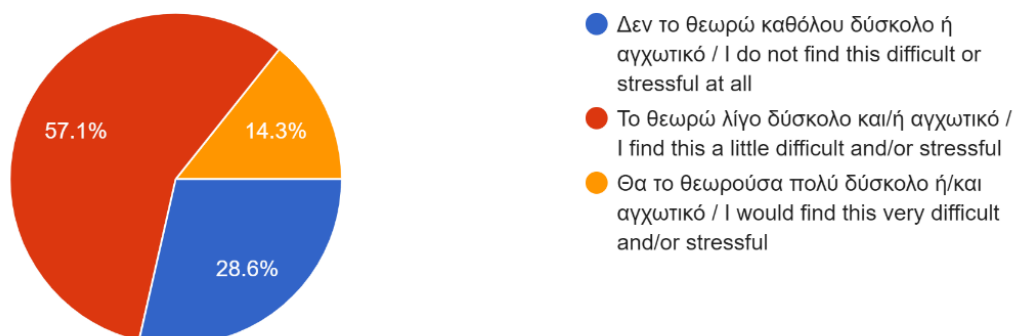 57.1%
14.3%
28.6%
Δεν το θεωρώ καθόλου δύσκολο ή
αγχωτικό / I do not find this difficult or
stressful at all
Το θεωρώ λίγο δύσκολο και/ή αγχωτικό /
I find this a little difficult and/or stressful
Θα το θεωρούσα πολύ δύσκολο ή/και
αγχωτικό / I would find this very difficult
and/or stressful